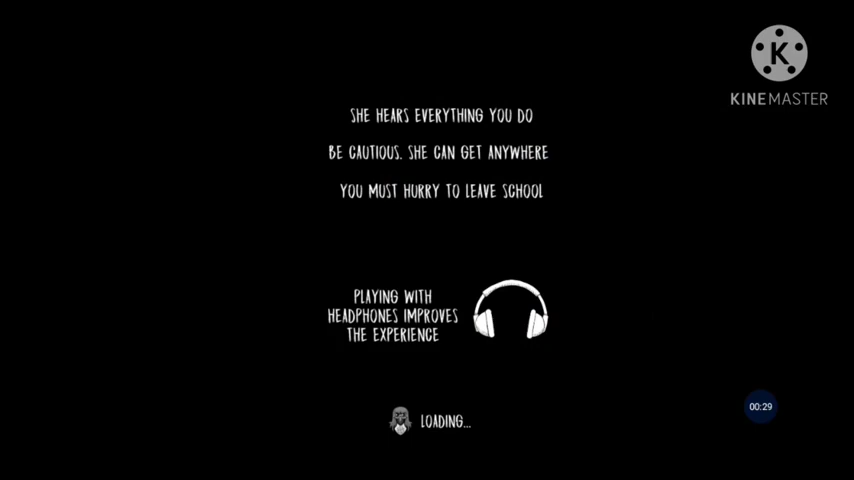 K
KINEMASTER
SHE HEARS EVERYTHING YOU DO
BE CAUTIOUS. SHE CAN GET ANYWHERE
YOU MUST HURRY TO LEAVE SCHOOL
PLAYING WITH
HEADPHONES IMPROVES
THE EXPERIENCE
00:29
LOADING...